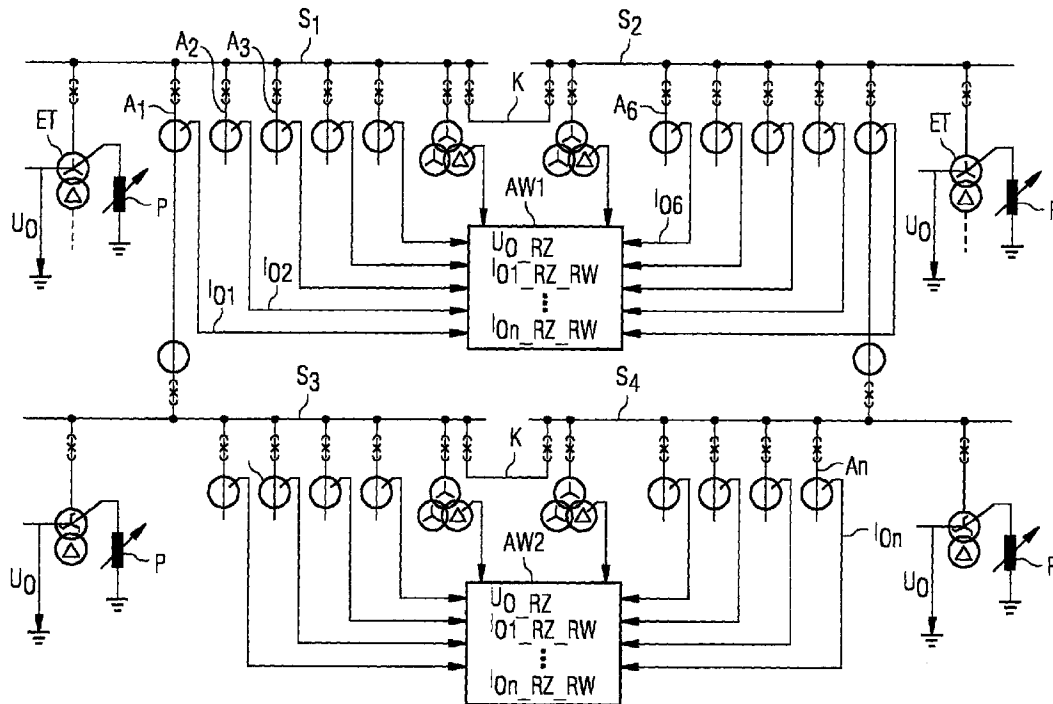 S1
S2
A2
A3
A1
K
A6
ET
ET
AW1
P
P
U0
U0
I06
U0_RZ
I01_RZ_RW
I02
I01
I0n_RZ_RW
S3
S4
K
An
AW2
I0n
P
P
U0
U0
U0_RZ
I01_RZ_RW
I0n_RZ_RW